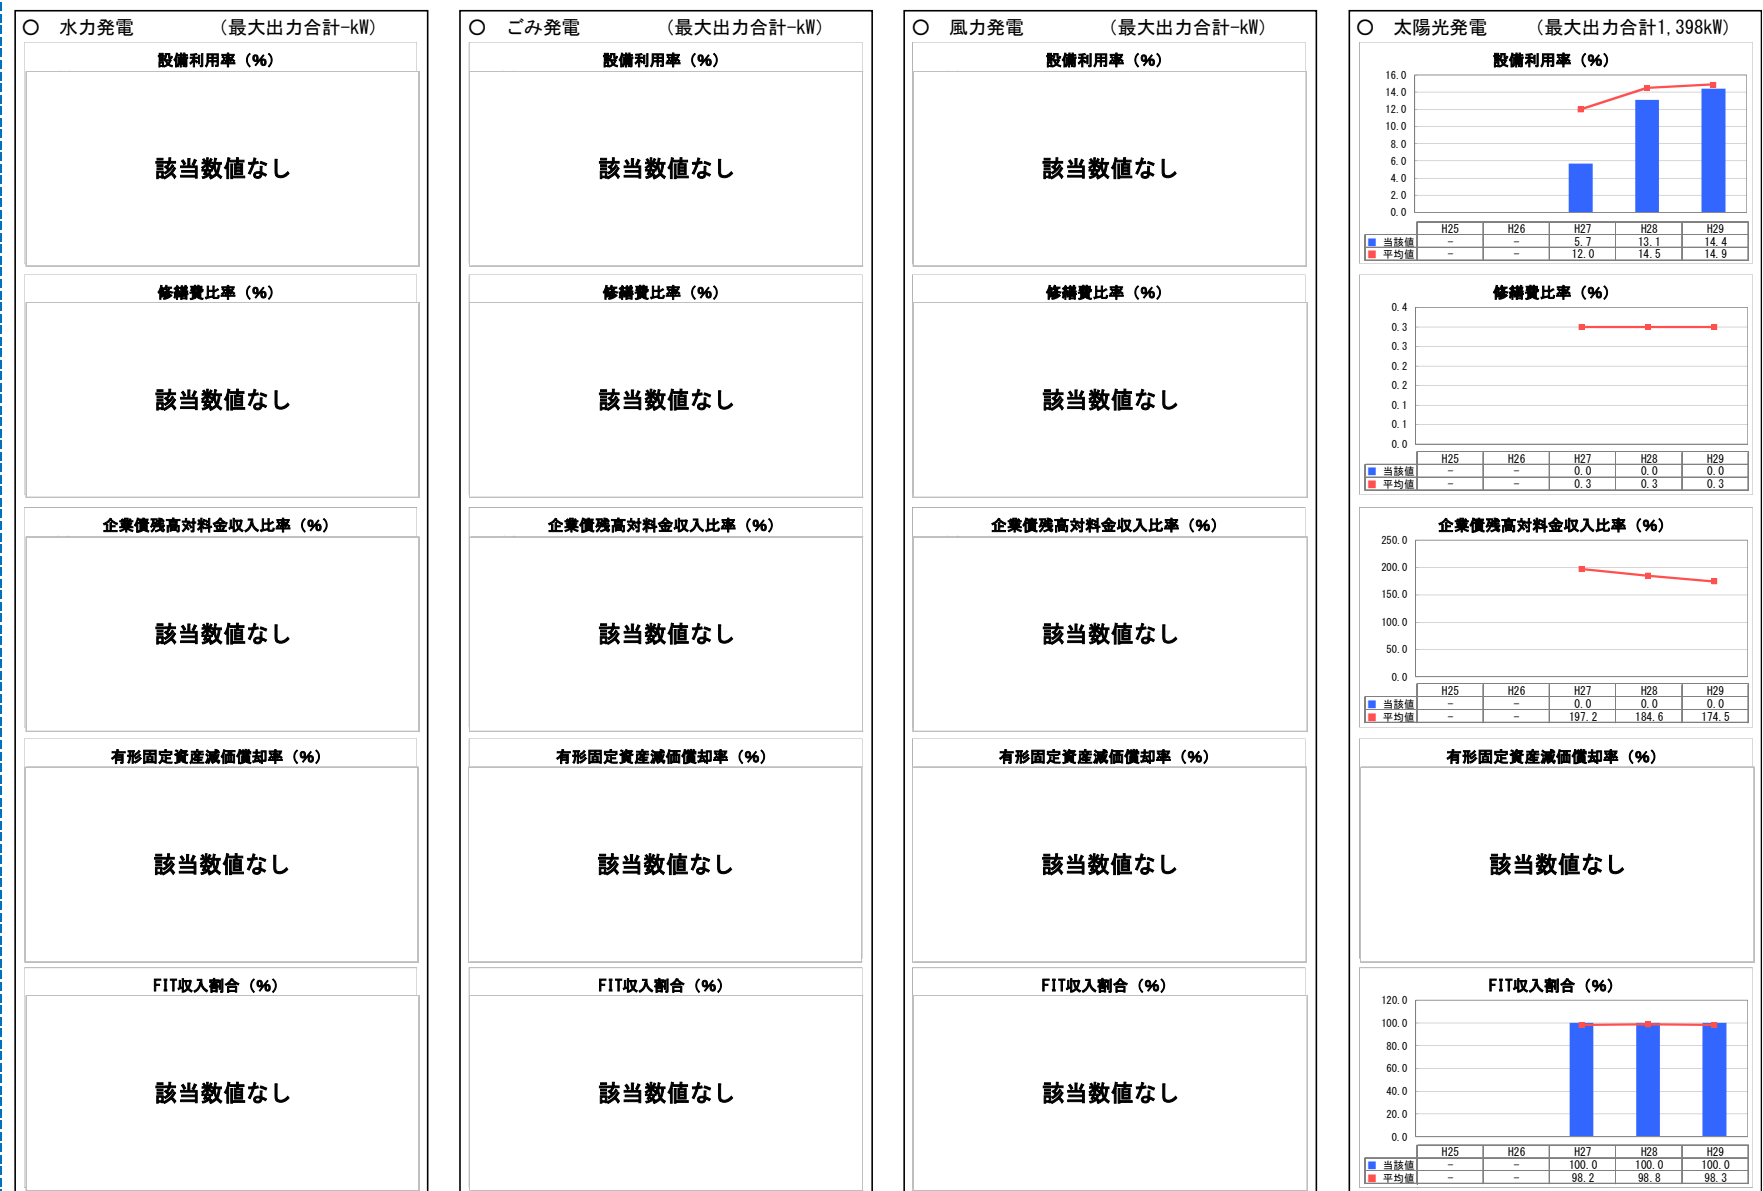 ○ 水力発電 （最大出力合計-kW）
設備利用率（%）
該当数値なし
修繕費比率（%）
該当数値なし
企業債残高対料金収入比率（%）
該当数値なし
有形固定資産減価償却率（%）
該当数値なし
FIT収入割合（%）
該当数値なし
○ ごみ発電 （最大出力合計-kW）
設備利用率（%）
該当数値なし
修繕費比率（%）
該当数値なし
企業債残高対料金収入比率（%）
該当数値なし
有形固定資産減価償却率（%）
該当数値なし
FIT収入割合（%）
該当数値なし
○ 風力発電 （最大出力合計-kW）
設備利用率（%）
該当数値なし
修繕費比率（%）
該当数値なし
企業債残高対料金収入比率（%）
該当数値なし
有形固定資産減価償却率（%）
該当数値なし
FIT収入割合（%）
該当数値なし
○ 太陽光発電 （最大出力合計1,398kW）
設備利用率（%）
16.0
14.0
12.0
10.0
8.0
6.0
4.0
2.0
0.0
H25 H26 H27 H28 H29
当該値 - - 5.7 13.1 14.4
平均値 - - 12.0 14.5 14.9
修繕費比率（%）
0.4
0.3
0.3
0.2
0.2
0.1
0.1
0.0
H25 H26 H27 H28 H29
当該値 - - 0.0 0.0 0.0
平均値 - - 0.3 0.3 0.3
企業債残高対料金収入比率（%）
250.0
200.0
150.0
100.0
50.0
0.0
H25 H26 H27 H28 H29
当該値 - - 0.0 0.0 0.0
平均値 - - 197.2 184.6 174.5
有形固定資産減価償却率（%）
該当数値なし
FIT収入割合（%）
120.0
100.0
80.0
60.0
40.0
20.0
0.0
H25 H26 H27 H28 H29
当該値 - - 100.0 100.0 100.0
平均値 - - 98.2 98.8 98.3